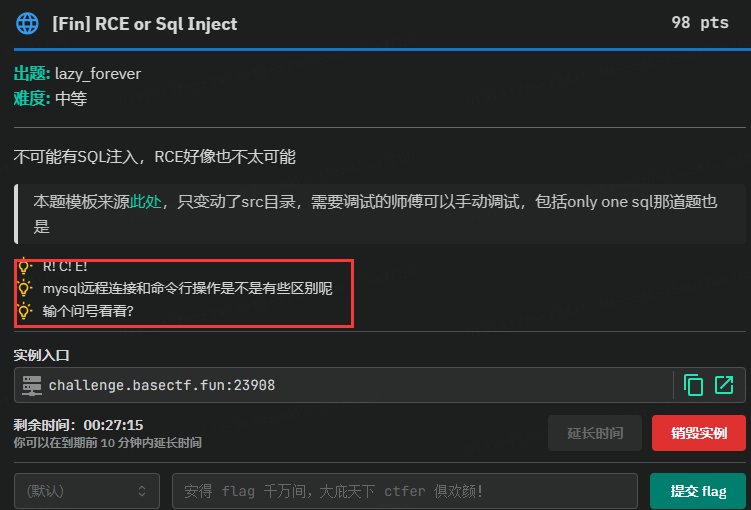 [Fin] RCE or Sql Inject
98 pts
出题: lazy_forever
难度: 中等
不可能有SQL注入，RCE好像也不太可能
本题模板来源此处，只变动了src目录，需要调试的师傅可以手动调试，包括only one sql那道题也
是
R! C! E!
mysql远程连接和命令行操作是不是有些区别呢
输个问号看看?
实例入口
challenge.basectf.fun:23908
剩余时间：00:27:15
你可以在到期前 10 分钟内延长时间
延长时间
销毁实例
(默认)
安得 flag 千万间，大庇天下 ctfer 俱欢颜！
提交 flag